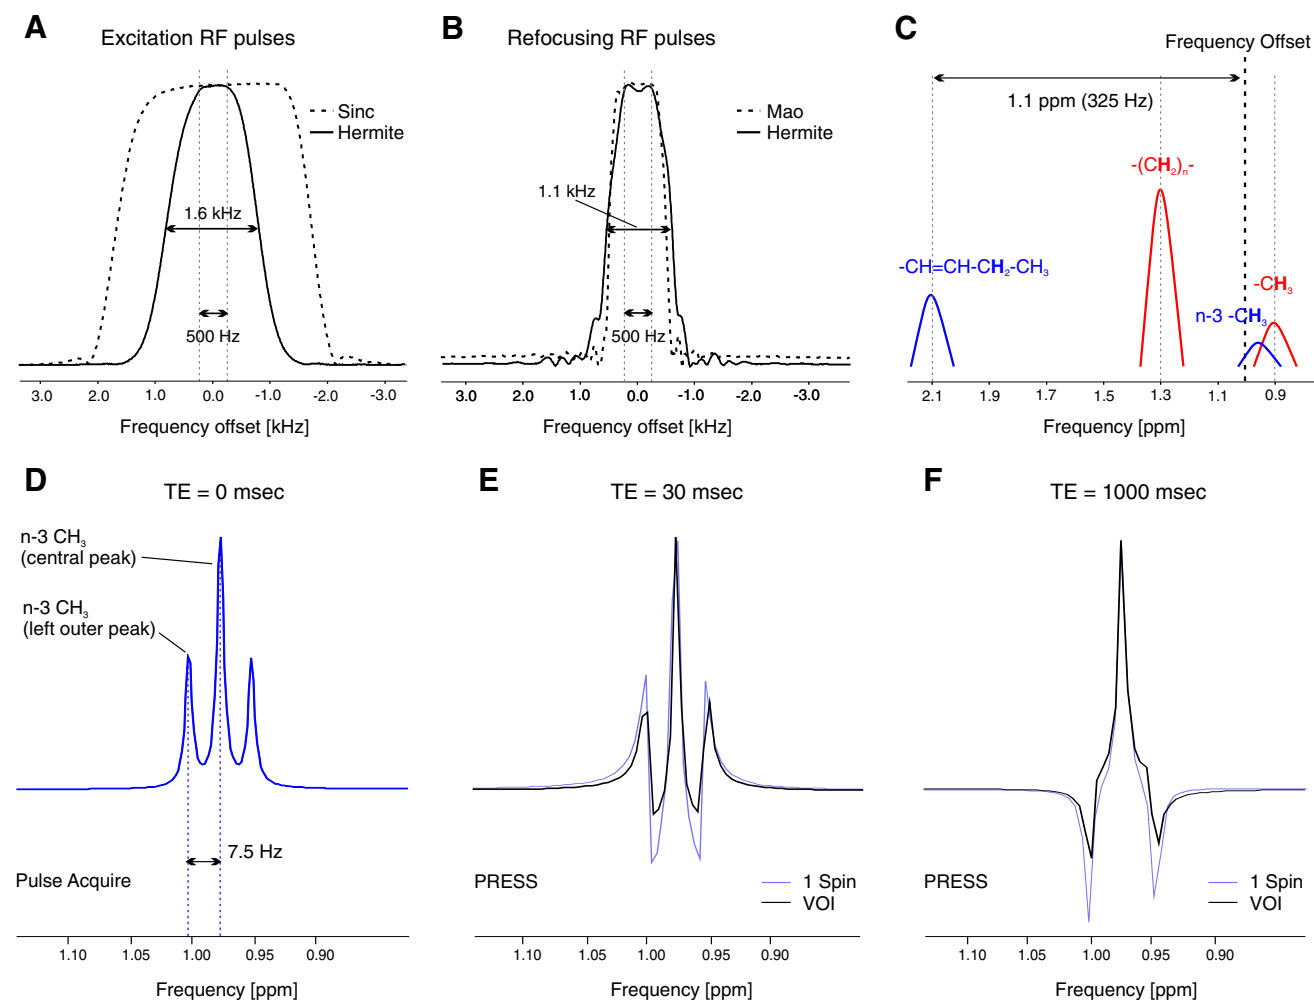 A
Excitation RF pulses
Sinc
Hermite
1.6 kHz
500 Hz
3.0 2.0 1.0 0.0 -1.0 -2.0 -3.0
Frequency offset [kHz]
B
Refocusing RF pulses
Mao
Hermite
1.1 kHz
500 Hz
3.0 2.0 1.0 0.0 -1.0 -2.0 -3.0
Frequency offset [kHz]
C
Frequency Offset
1.1 ppm (325 Hz)
-(CH₂)ₙ-
-CH=CH-CH₂-CH₃
-CH₃
n-3 -CH₃
2.1 1.9 1.7 1.5 1.3 1.1 0.9
Frequency [ppm]
D
TE = 0 msec
n-3 CH₃
(central peak)
n-3 CH₃
(left outer peak)
7.5 Hz
Pulse Acquire
1.10 1.05 1.00 0.95 0.90
Frequency [ppm]
E
TE = 30 msec
PRESS
1 Spin
VOI
1.10 1.05 1.00 0.95 0.90
Frequency [ppm]
F
TE = 1000 msec
PRESS
1 Spin
VOI
1.10 1.00 0.95 0.90
Frequency [ppm]